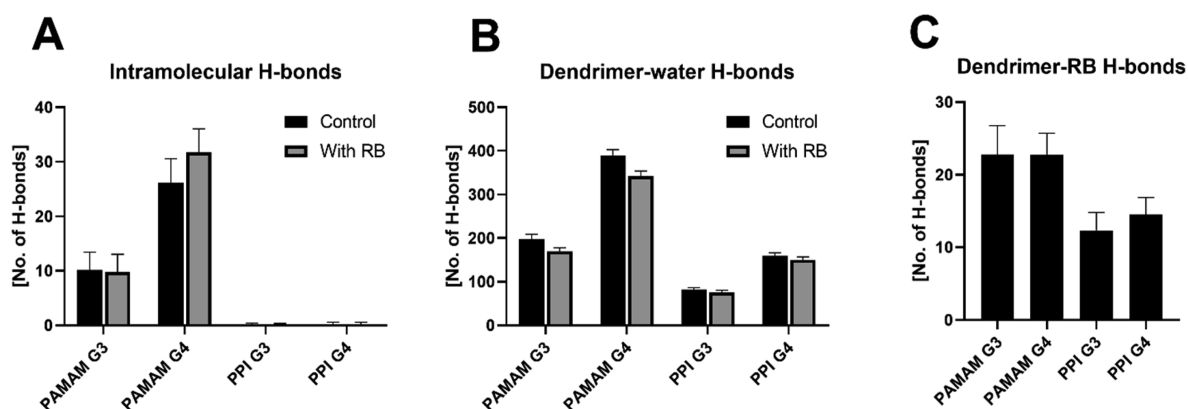 A
Intramolecular H-bonds
[No. of H-bonds]
40
30
20
10
0
Control
With RB
PAMAM G3
PAMAM G4
PPI G3
PPI G4
B
Dendrimer-water H-bonds
[No. of H-bonds]
500
400
300
200
100
0
Control
With RB
PAMAM G3
PAMAM G4
PPI G3
PPI G4
C
Dendrimer-RB H-bonds
[No. of H-bonds]
30
20
10
0
PAMAM G3
PAMAM G4
PPI G3
PPI G4